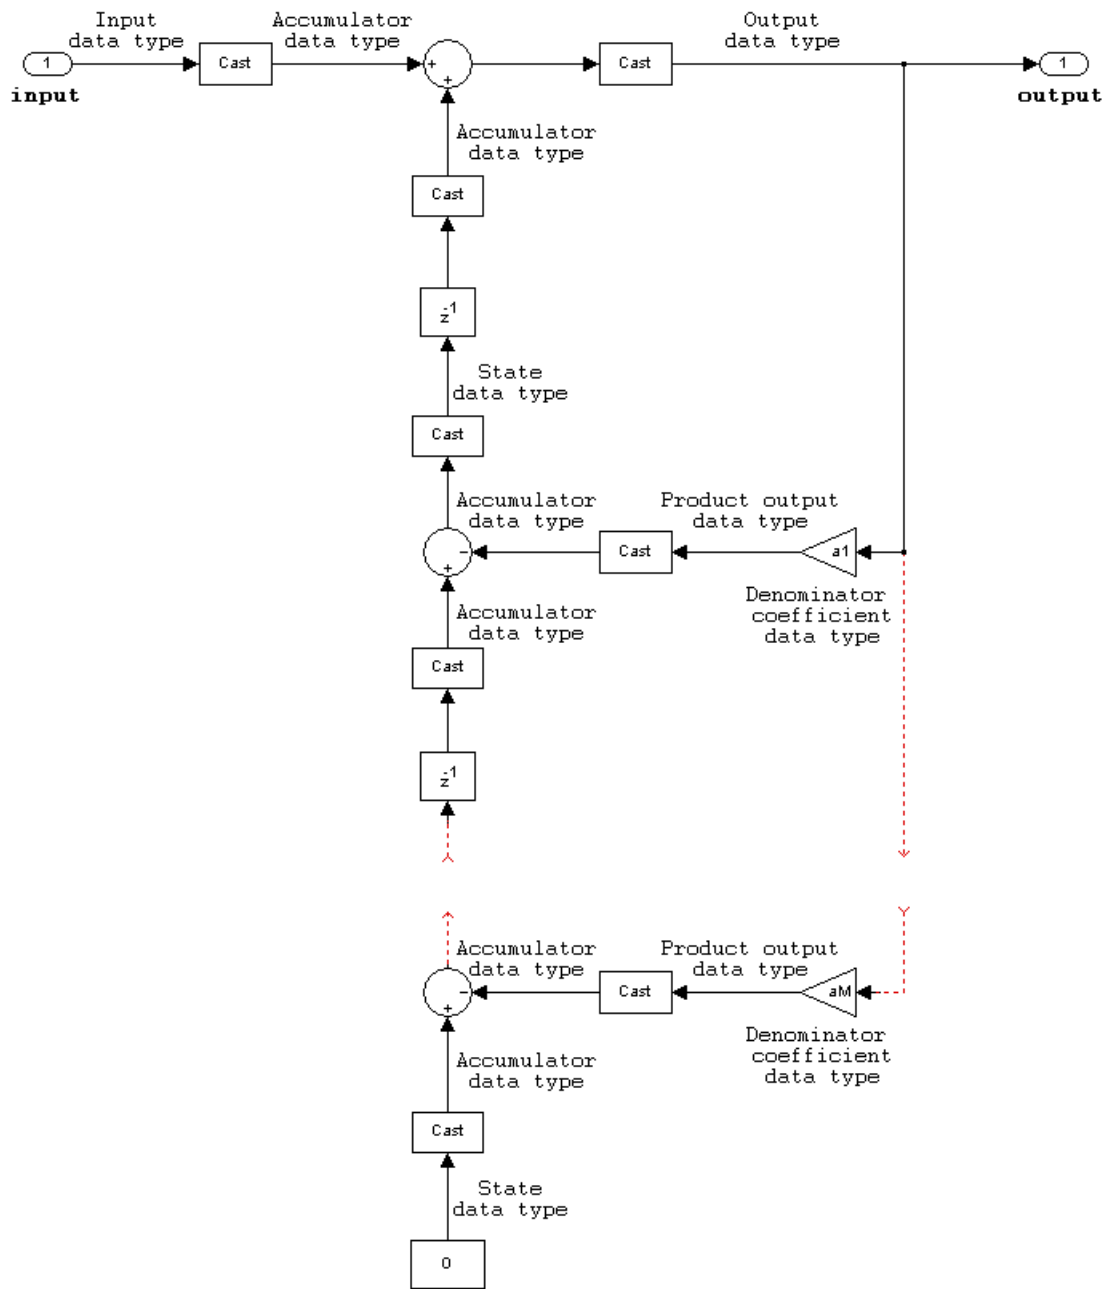 Input
data type
Accumulator
data type
Output
data type
1
Cast
+
+
Cast
1
input
output
Accumulator
data type
Cast
z-1
State
data type
Cast
Accumulator
data type
Product output
data type
-
+
Cast
a1
Accumulator
data type
Denominator
coefficient
data type
Cast
z-1
Accumulator
data type
Product output
data type
-
+
Cast
aM
Accumulator
data type
Denominator
coefficient
data type
Cast
State
data type
0